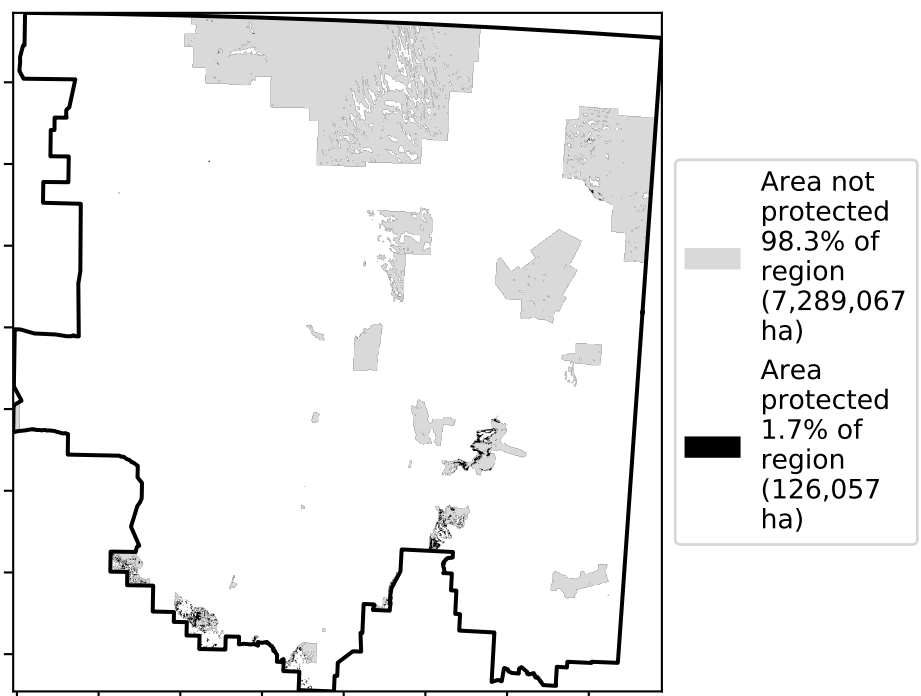 Area not
protected
98.3% of
region
(7,289,067
ha)
Area
protected
1.7% of
region
(126,057
ha)